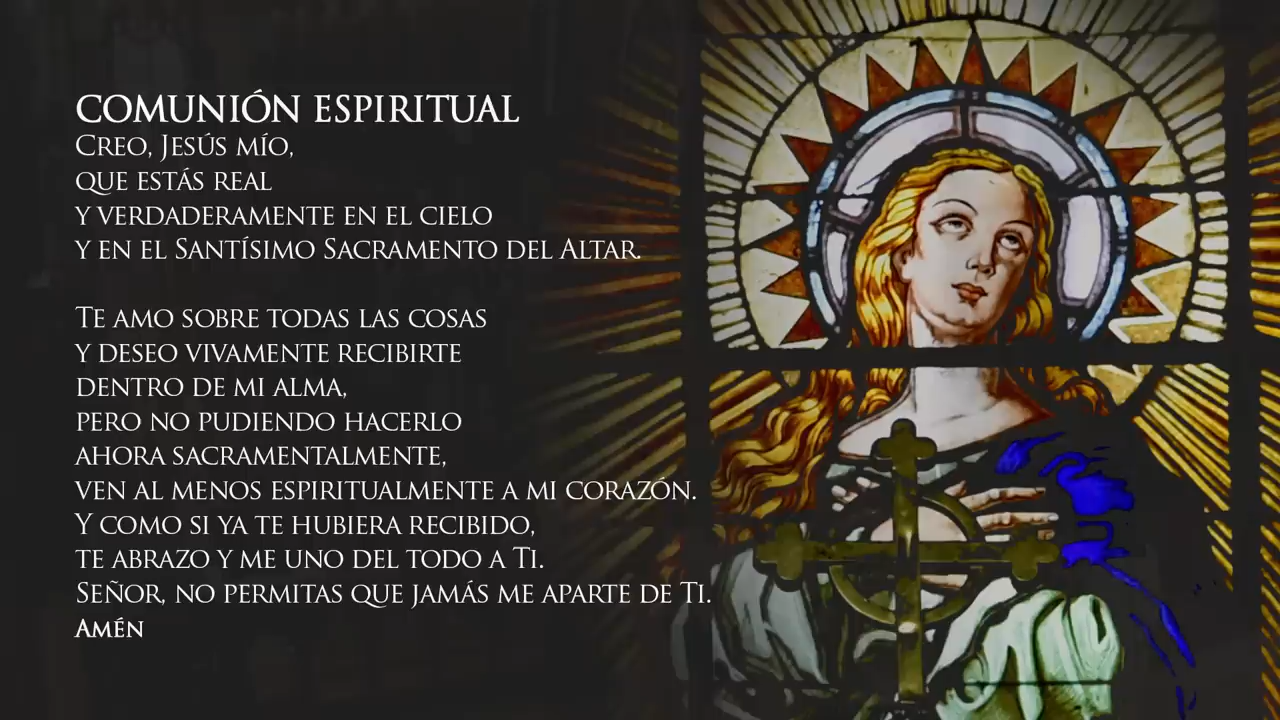 COMUNIÓN ESPIRITUAL
CREO, JESÚS MÍO,
QUE ESTÁS REAL
Y VERDADERAMENTE EN EL CIELO
Y EN EL SANTÍSIMO SACRAMENTO DEL ALTAR.
TE AMO SOBRE TODAS LAS COSAS
Y DESEO VIVAMENTE RECIBIRTE
DENTRO DE MI ALMA,
PERO NO PUDIENDO HACERLO
AHORA SACRAMENTALMENTE,
VEN AL MENOS ESPIRITUALMENTE A MI CORAZÓN.
Y COMO SI YA TE HUBIERA RECIBIDO,
TE ABRAZO Y ME UNO DEL TODO A TI.
SEÑOR, NO PERMITAS QUE JAMÁS ME APARTE DE TI.
AMÉN